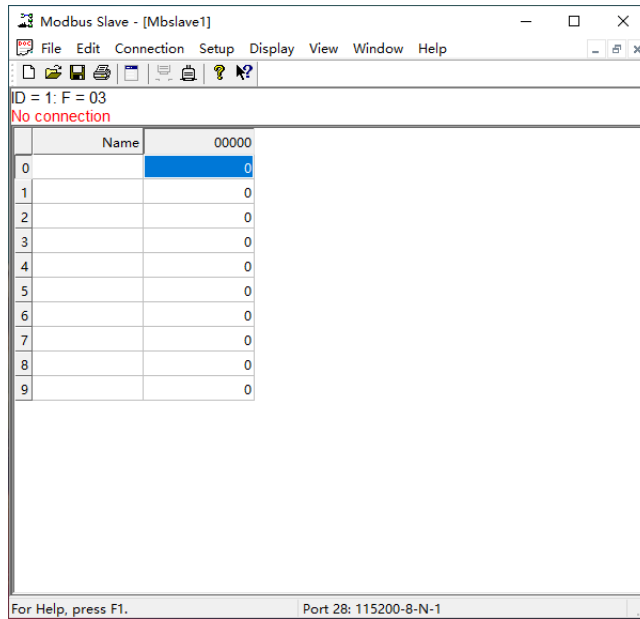 Modbus Slave - [Mbslave1]
File Edit Connection Setup Display View Window Help
ID = 1: F = 03
No connection
Name 00000
0 0
1 0
2 0
3 0
4 0
5 0
6 0
7 0
8 0
9 0
For Help, press F1. Port 28: 115200-8-N-1